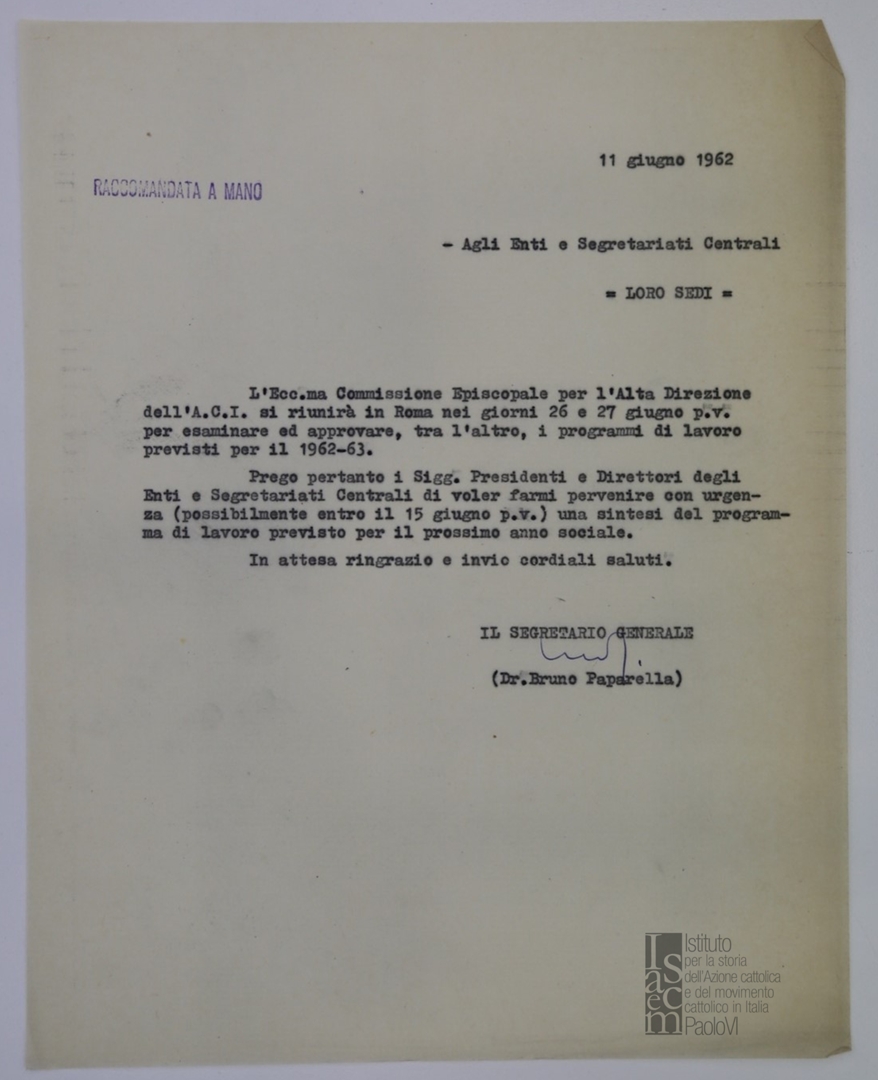 11 giugno 1962
RACCOMANDATA A MANO
- Agli Enti e Segretariati Centrali
= LORO SEDI =
L'Ecc.ma Commissione Episcopale per l'Alta Direzione
dell'A.C.I. si riunirà in Roma nei giorni 26 e 27 giugno p.v.
per esaminare ed approvare, tra l'altro, i programmi di lavoro
previsti per il 1962-63.
Prego pertanto i Sigg. Presidenti e Direttori degli
Enti e Segretariati Centrali di voler farmi pervenire con urgen-
za (possibilmente entro il 15 giugno p.v.) una sintesi del program-
ma di lavoro previsto per il prossimo anno sociale.
In attesa ringrazio e invio cordiali saluti.
IL SEGRETARIO GENERALE
(Dr.Bruno Paparella)
Isacem
Istituto
per la storia
dell'Azione cattolica
e del movimento
cattolico in Italia
PaoloVI